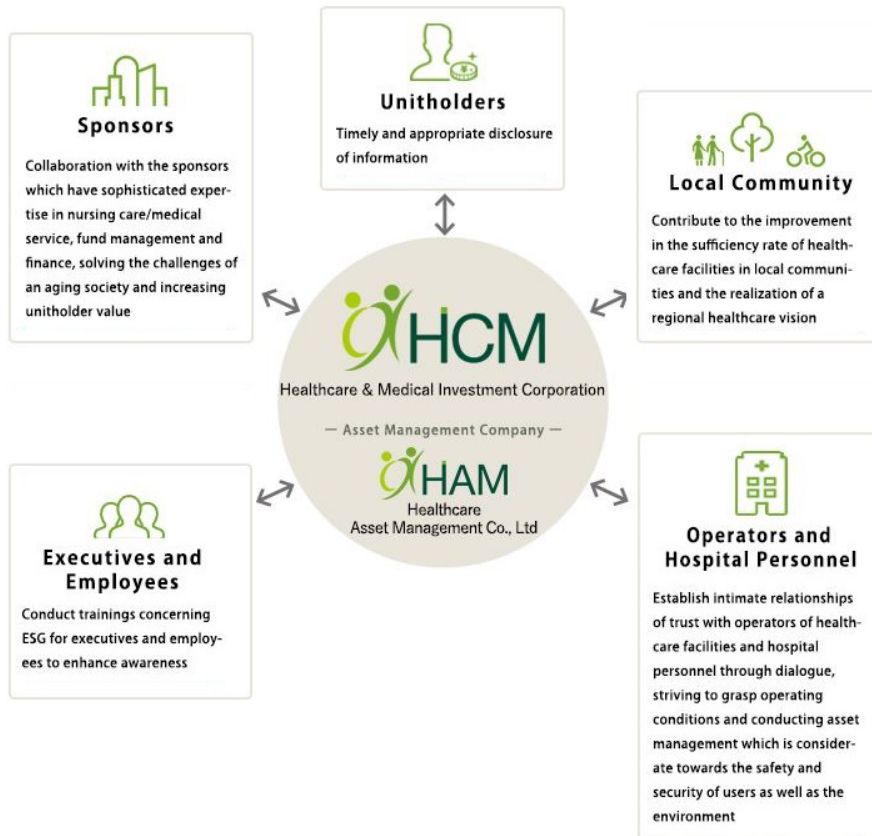 Sponsors
Collaboration with the sponsors
which have sophisticated exper-
tise in nursing care/medical
service, fund management and
finance, solving the challenges of
an aging society and increasing
unitholder value
Unitholders
Timely and appropriate disclosure
of information
Local Community
Contribute to the improvement
in the sufficiency rate of health-
care facilities in local communi-
ties and the realization of a
regional healthcare vision
HCM
Healthcare & Medical Investment Corporation
— Asset Management Company —
HAM
Healthcare
Asset Management Co., Ltd
Executives and
Employees
Conduct trainings concerning
ESG for executives and employ-
ees to enhance awareness
Operators and
Hospital Personnel
Establish intimate relationships
of trust with operators of health-
care facilities and hospital
personnel through dialogue,
striving to grasp operating
conditions and conducting asset
management which is consider-
ate towards the safety and
security of users as well as the
environment